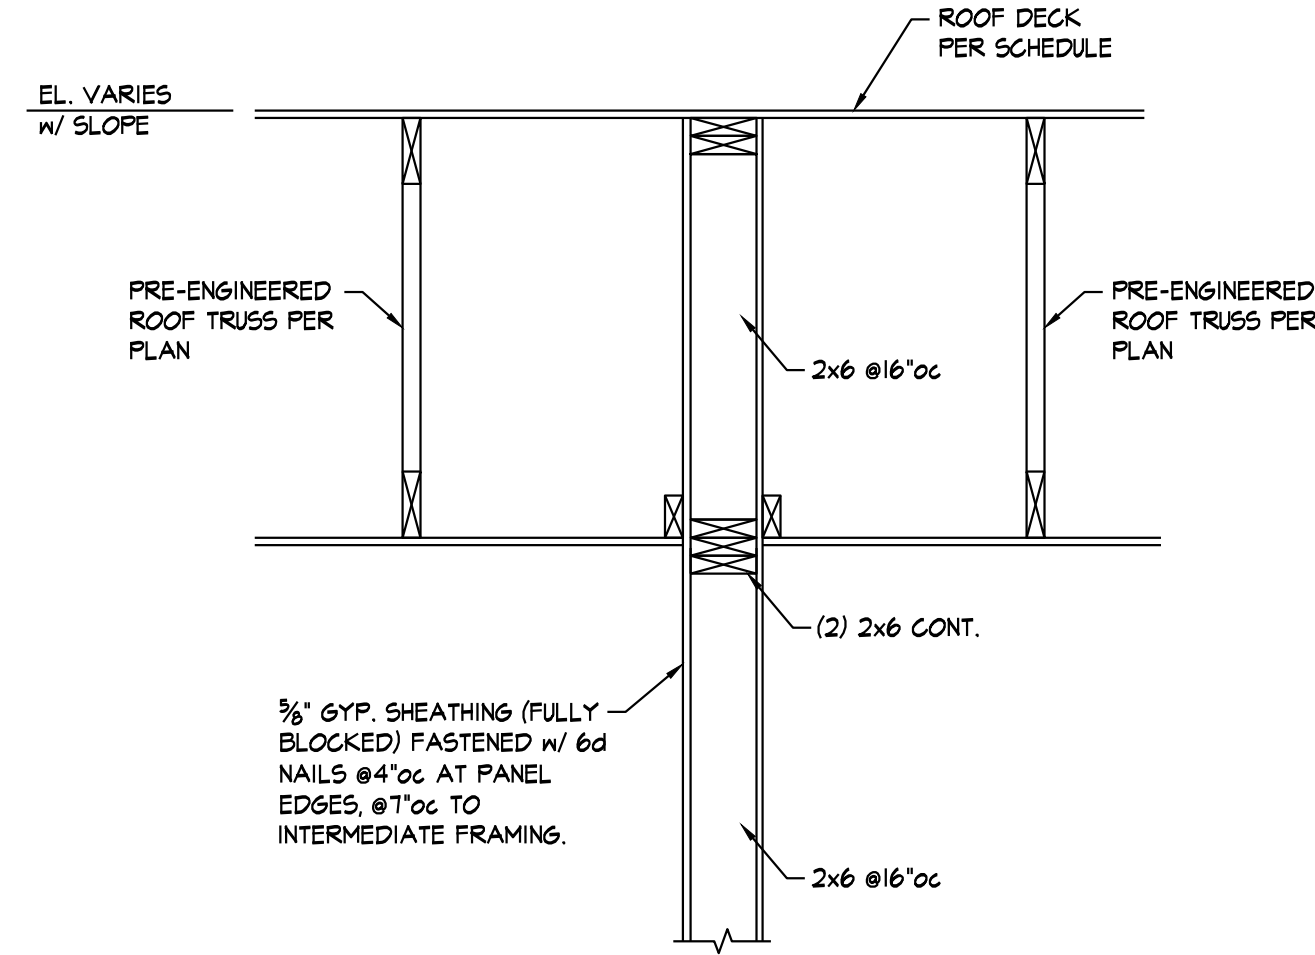 ROOF DECK
PER SCHEDULE
EL. VARIES
w/ SLOPE
PRE-ENGINEERED
ROOF TRUSS PER
PLAN
PRE-ENGINEERED
ROOF TRUSS PER
PLAN
2x6 @16"oc
(2) 2x6 CONT.
⅝" GYP. SHEATHING (FULLY
BLOCKED) FASTENED w/ 6d
NAILS @4"oc AT PANEL
EDGES, @7"oc TO
INTERMEDIATE FRAMING.
2x6 @16"oc